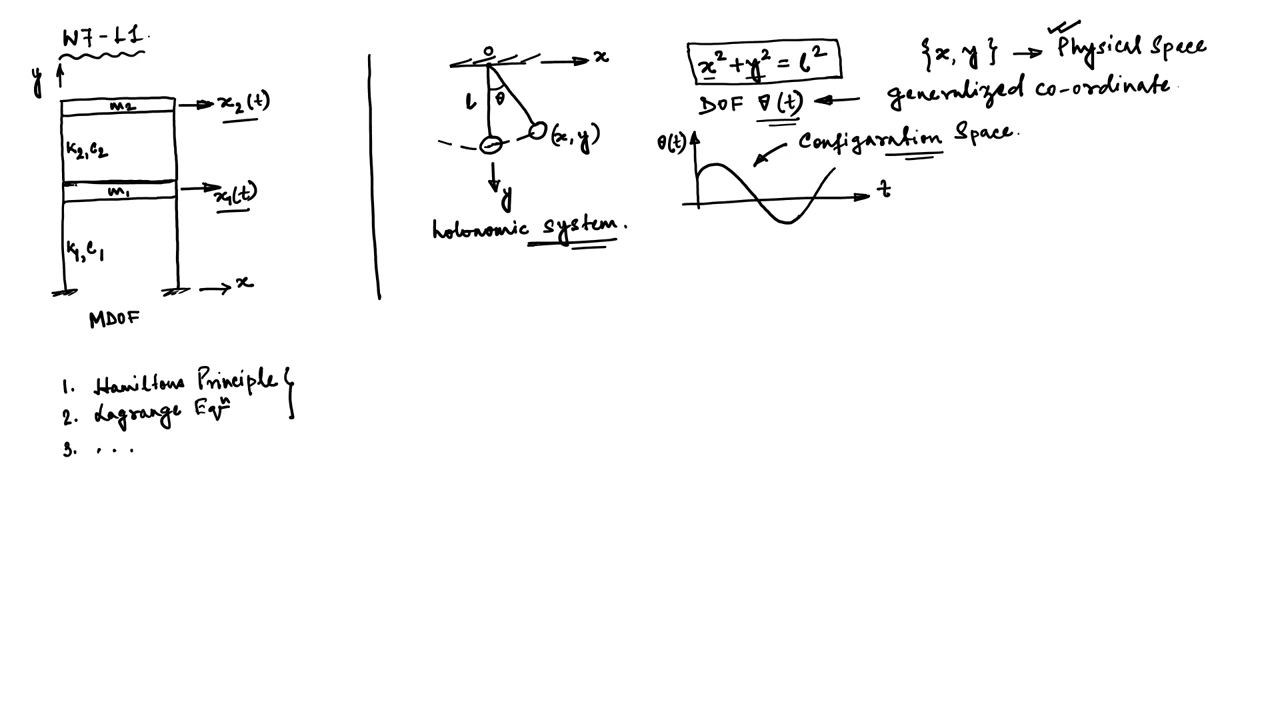 W7-L1.
y
m2
x2(t)
k2, c2
m1
x1(t)
k1, c1
x
MDOF
1. Hamiltons Principle
2. Lagrange Eqn
3. ...
o
x
l
θ
(x, y)
y
holonomic system.
x² + y² = l²
{x, y} → Physical Space
DOF θ(t) ← generalized co-ordinate.
θ(t)
Configaration Space.
t